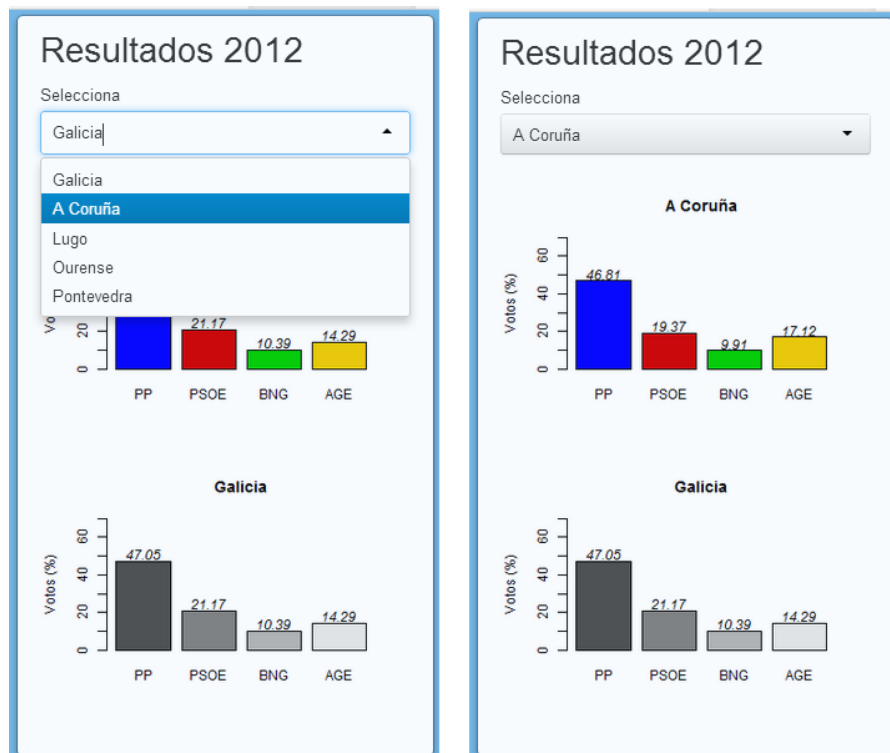 Resultados 2012
Selecciona
Galicia
Galicia
A Coruña
Lugo
Ourense
Pontevedra
20
0
21.17
10.39
14.29
PP PSOE BNG AGE
Galicia
Votos (%)
60
40
20
0
47.05
21.17
10.39
14.29
PP PSOE BNG AGE
Resultados 2012
Selecciona
A Coruña
A Coruña
Votos (%)
60
40
20
0
46.81
19.37
9.91
17.12
PP PSOE BNG AGE
Galicia
Votos (%)
60
40
20
0
47.05
21.17
10.39
14.29
PP PSOE BNG AGE